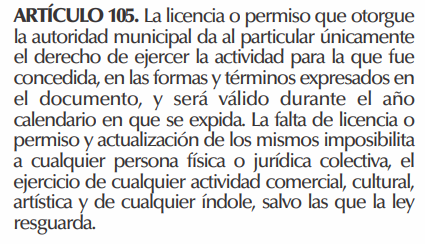 ARTÍCULO 105. La licencia o permiso que otorgue
la autoridad municipal da al particular únicamente
el derecho de ejercer la actividad para la que fue
concedida, en las formas y términos expresados en
el documento, y será válido durante el año
calendario en que se expida. La falta de licencia o
permiso y actualización de los mismos imposibilita
a cualquier persona física o jurídica colectiva, el
ejercicio de cualquier actividad comercial, cultural,
artística y de cualquier índole, salvo las que la ley
resguarda.